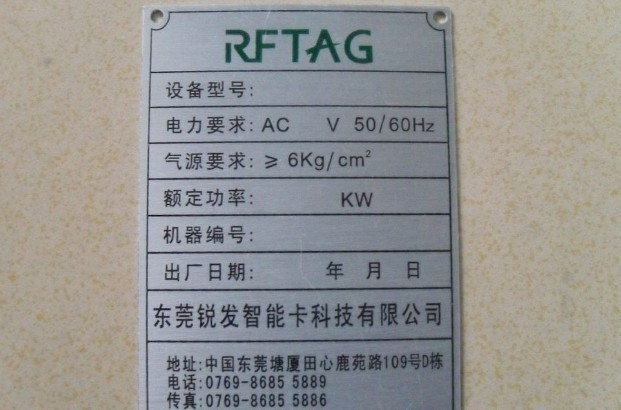 RFTAG
设备型号:
电力要求: AC V 50/60Hz
气源要求: ≥ 6Kg/cm²
额定功率: KW
机器编号:
出厂日期: 年 月 日
东莞锐发智能卡科技有限公司
地址:中国东莞塘厦田心鹿苑路109号D栋
电话:0769-8685 5889
传真:0769-8685 5886